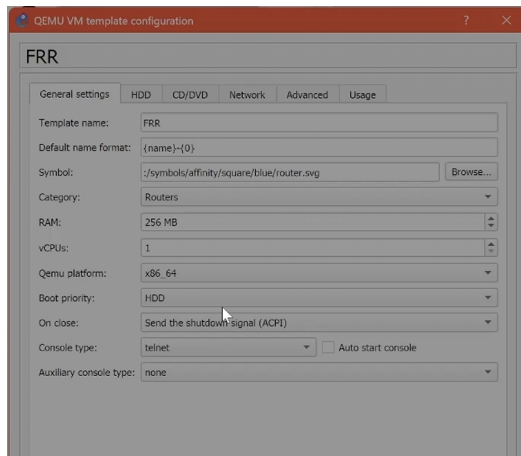 QEMU VM template configuration ? ×
FRR
General settings HDD CD/DVD Network Advanced Usage
Template name: FRR
Default name format: {name}-{0}
Symbol: :/symbols/affinity/square/blue/router.svg Browse...
Category: Routers
RAM: 256 MB
vCPUs: 1
Qemu platform: x86_64
Boot priority: HDD
On close: Send the shutdown signal (ACPI)
Console type: telnet Auto start console
Auxiliary console type: none